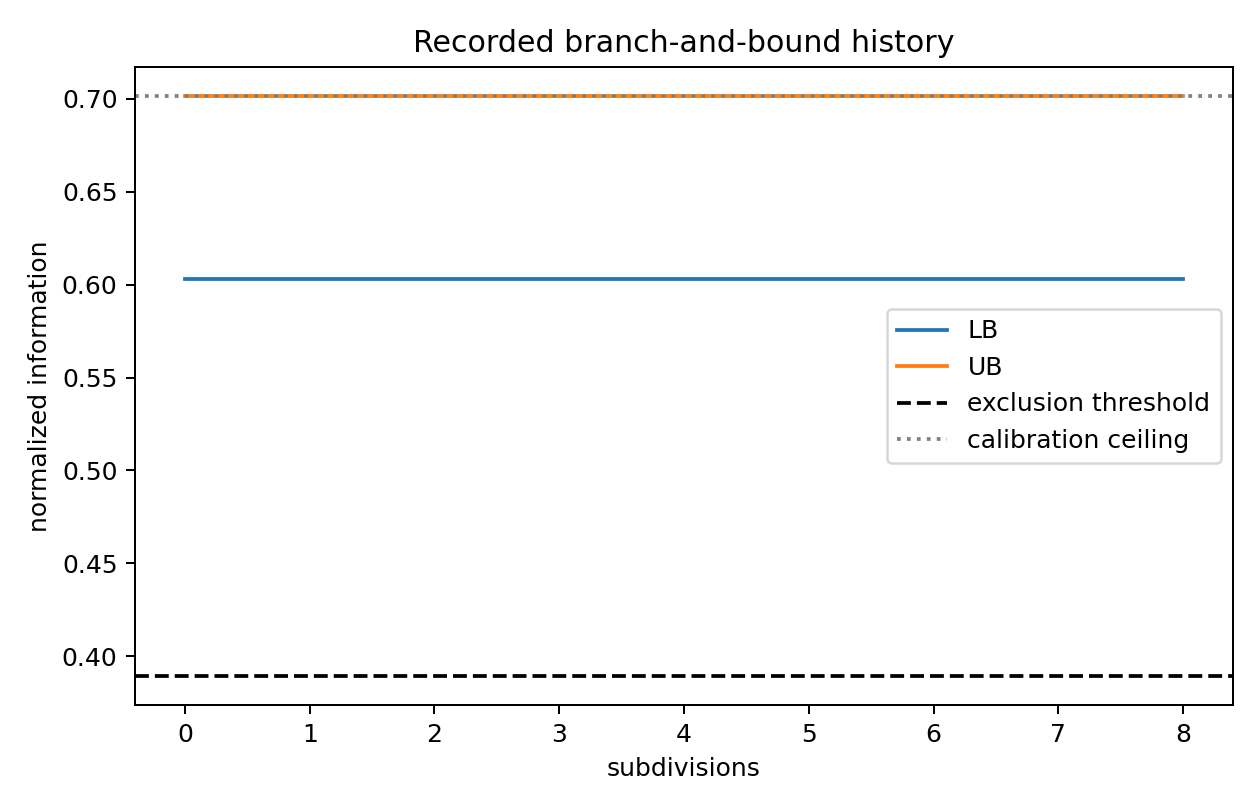 Recorded branch-and-bound history
0.70
0.65
0.60
0.55
0.50
0.45
0.40
normalized information
LB
UB
exclusion threshold
calibration ceiling
0 1 2 3 4 5 6 7 8
subdivisions